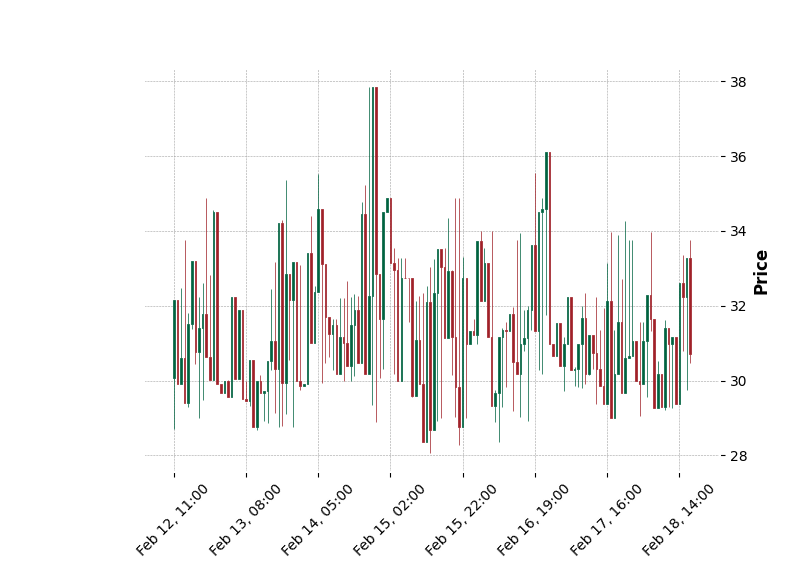 38
36
34
32
30
28
Price
Feb 12, 11:00
Feb 13, 08:00
Feb 14, 05:00
Feb 15, 02:00
Feb 15, 22:00
Feb 16, 19:00
Feb 17, 16:00
Feb 18, 14:00